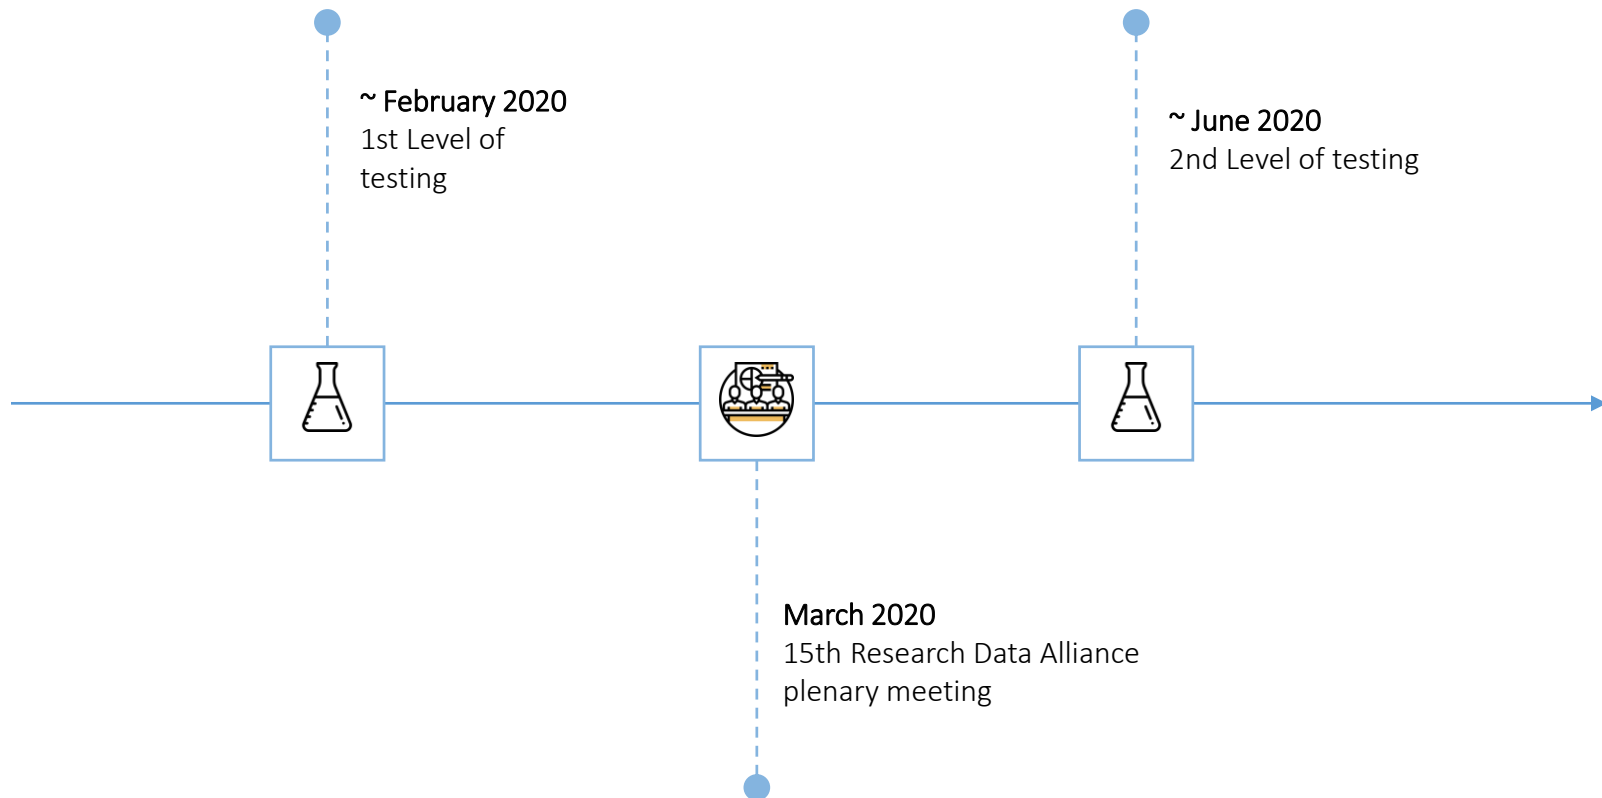 ~ February 2020
1st Level of
testing
~ June 2020
2nd Level of testing
March 2020
15th Research Data Alliance
plenary meeting